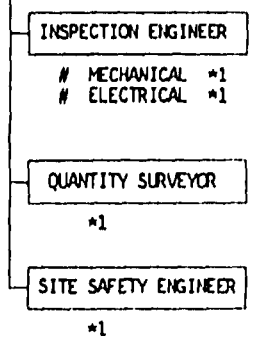 INSPECTION ENGINEER
# MECHANICAL *1
# ELECTRICAL *1
QUANTITY SURVEYOR
*1
SITE SAFETY ENGINEER
*1